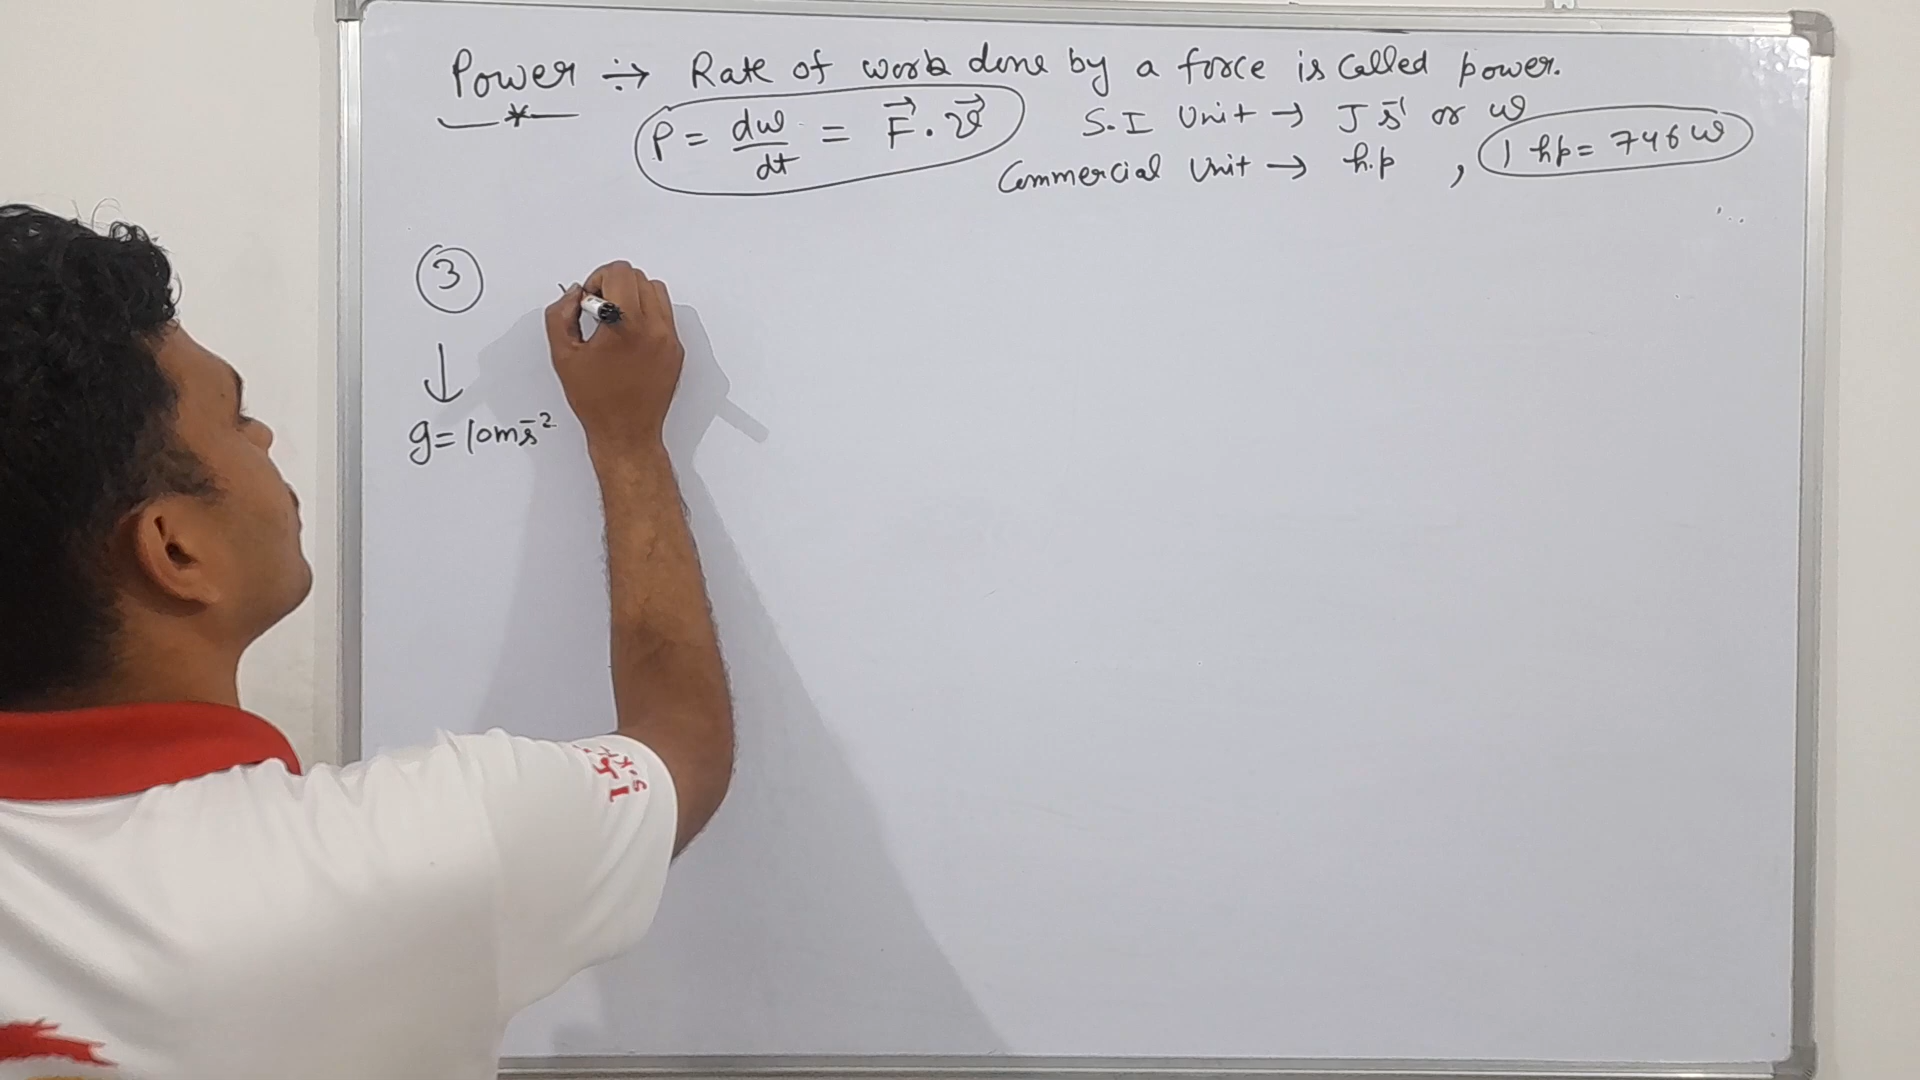 Power ÷→ Rate of work done by a force is called power.
P = dw/dt = F⃗ . v⃗
S.I Unit → J s⁻¹ or w
Commercial Unit → h.p , 1 hp = 746 w
3
↓
g = 10 m s⁻²